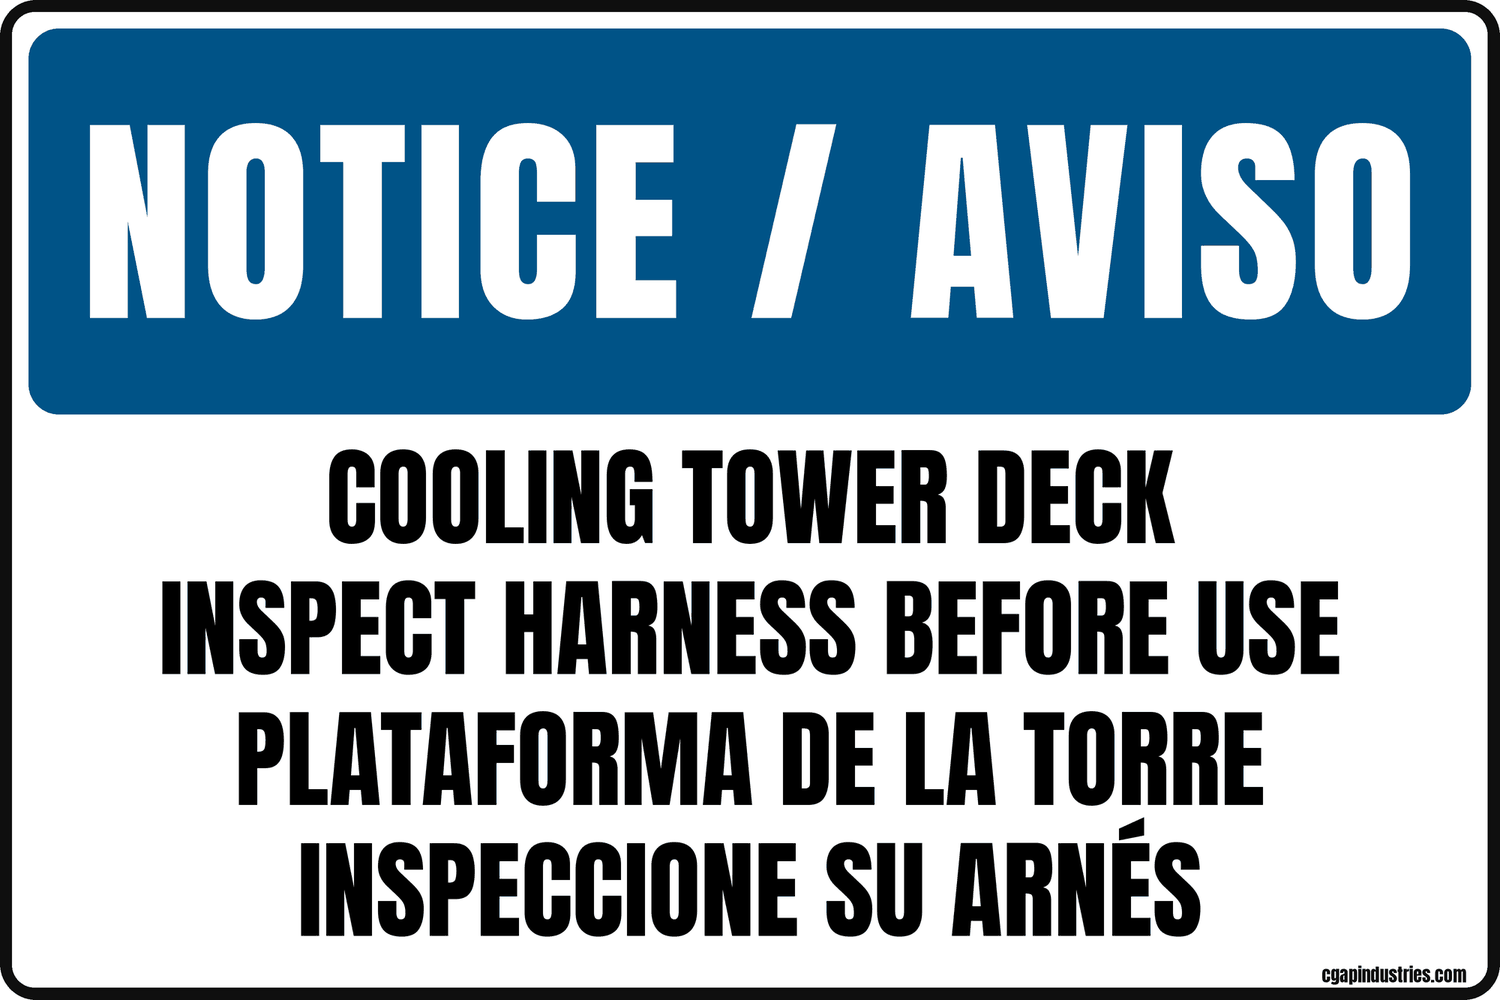 NOTICE / AVISO
COOLING TOWER DECK
INSPECT HARNESS BEFORE USE
PLATAFORMA DE LA TORRE
INSPECCIONE SU ARNÉS
cgapindustries.com